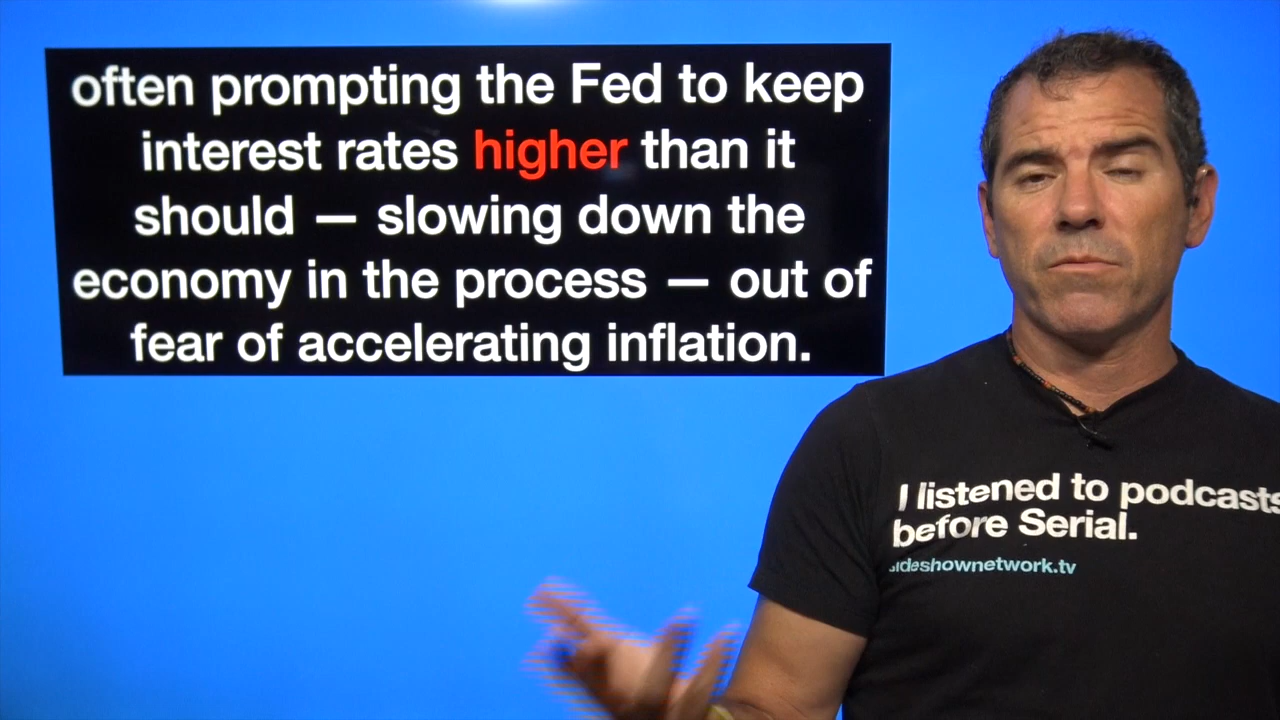 often prompting the Fed to keep
interest rates higher than it
should — slowing down the
economy in the process — out of
fear of accelerating inflation.
I listened to podcasts
before Serial.
sideshownetwork.tv